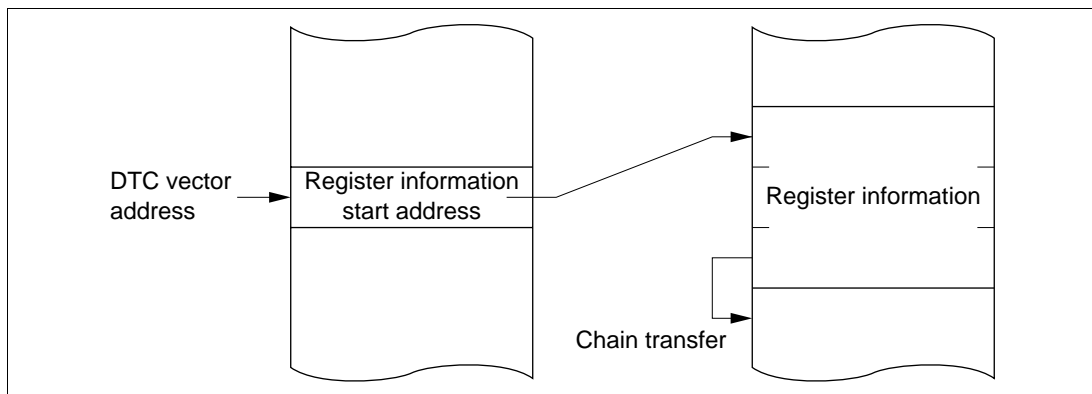 DTC vector
address
Register information
start address
Register information
Chain transfer